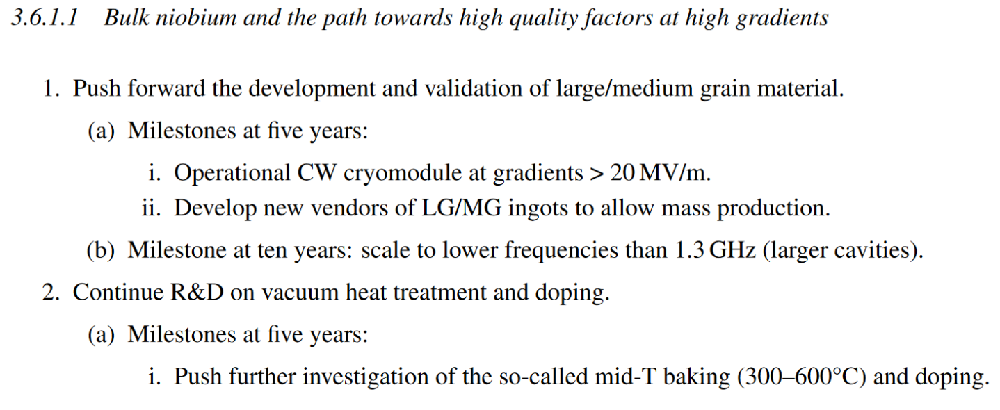 3.6.1.1 Bulk niobium and the path towards high quality factors at high gradients
1. Push forward the development and validation of large/medium grain material.
(a) Milestones at five years:
i. Operational CW cryomodule at gradients > 20 MV/m.
ii. Develop new vendors of LG/MG ingots to allow mass production.
(b) Milestone at ten years: scale to lower frequencies than 1.3 GHz (larger cavities).
2. Continue R&D on vacuum heat treatment and doping.
(a) Milestones at five years:
i. Push further investigation of the so-called mid-T baking (300–600°C) and doping.